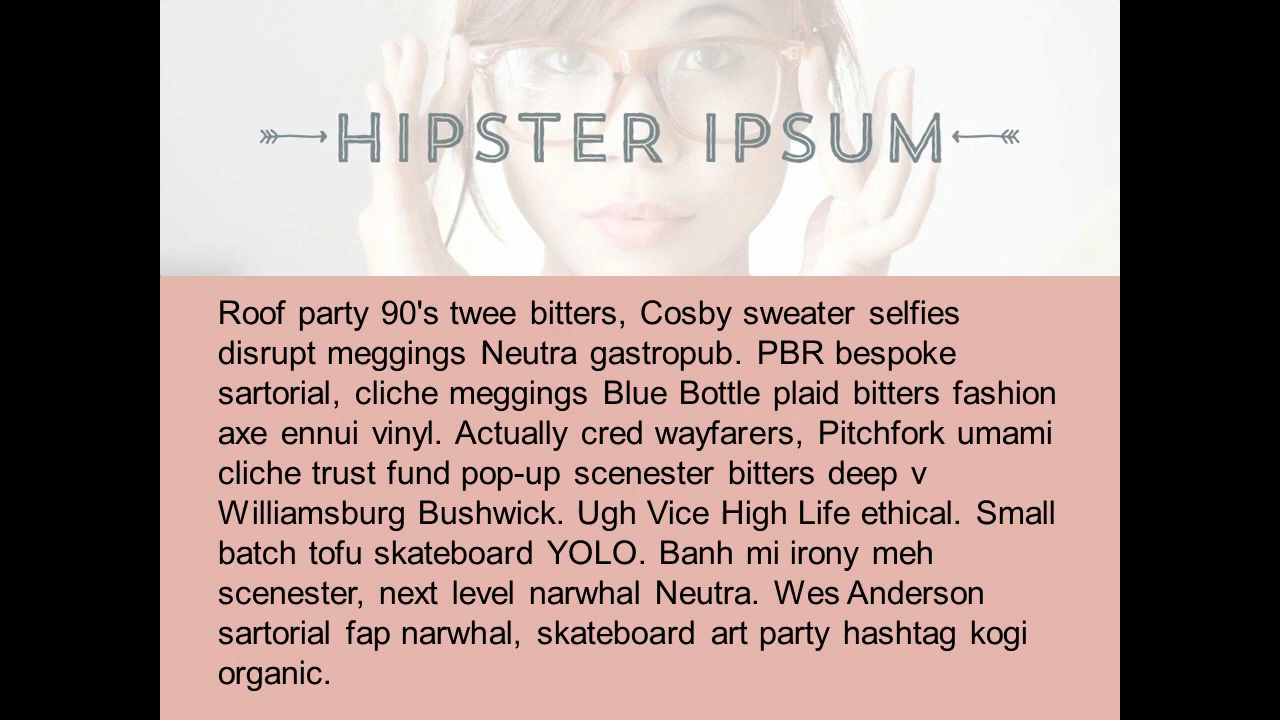 HIPSTER IPSUM
Roof party 90's twee bitters, Cosby sweater selfies
disrupt meggings Neutra gastropub. PBR bespoke
sartorial, cliche meggings Blue Bottle plaid bitters fashion
axe ennui vinyl. Actually cred wayfarers, Pitchfork umami
cliche trust fund pop-up scenester bitters deep v
Williamsburg Bushwick. Ugh Vice High Life ethical. Small
batch tofu skateboard YOLO. Banh mi irony meh
scenester, next level narwhal Neutra. Wes Anderson
sartorial fap narwhal, skateboard art party hashtag kogi
organic.